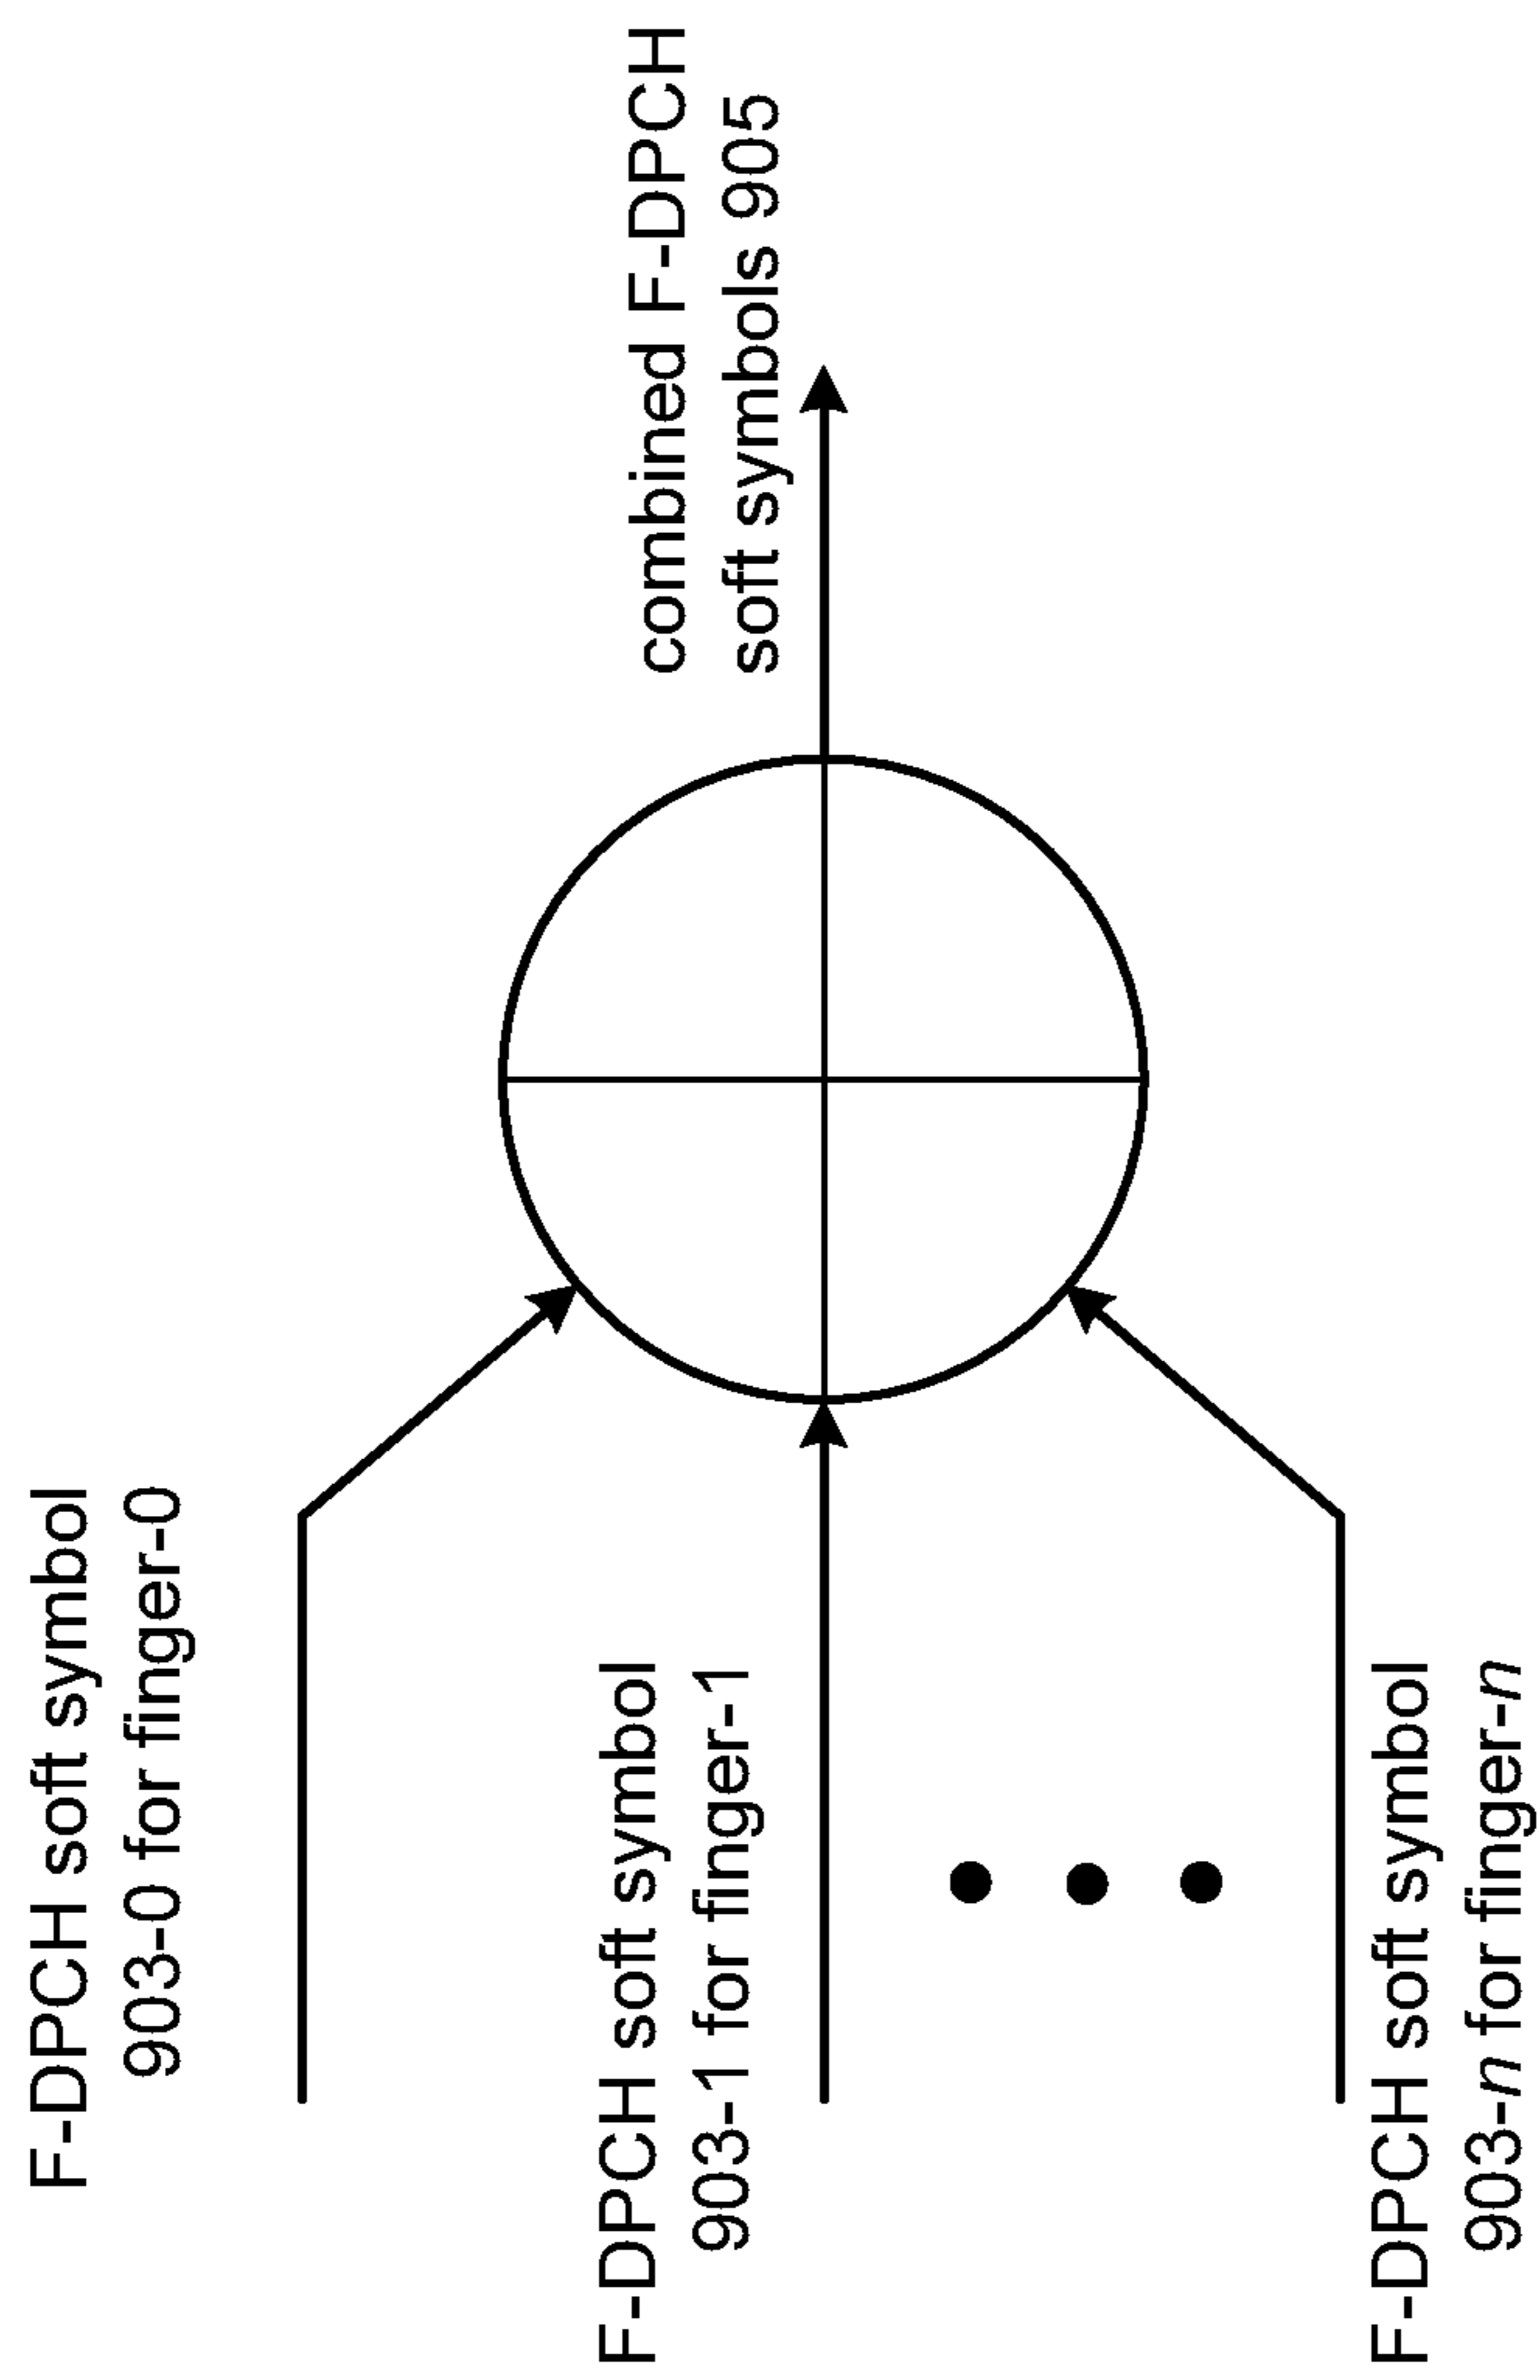 F-DPCH soft symbol
903-0 for finger-0
combined F-DPCH
soft symbols 905
F-DPCH soft symbol
903-1 for finger-1
F-DPCH soft symbol
903-n for finger-n